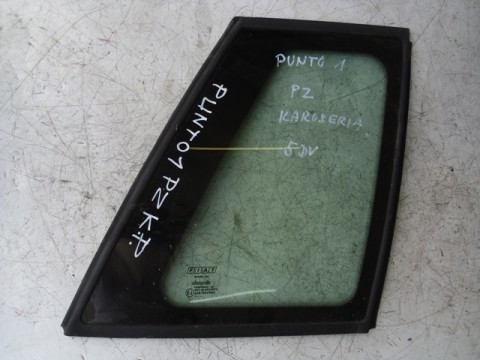 PUNTO 1
PZ
KAROSERIA
5DV
PUNTO1 PZ K.P.
FIAT